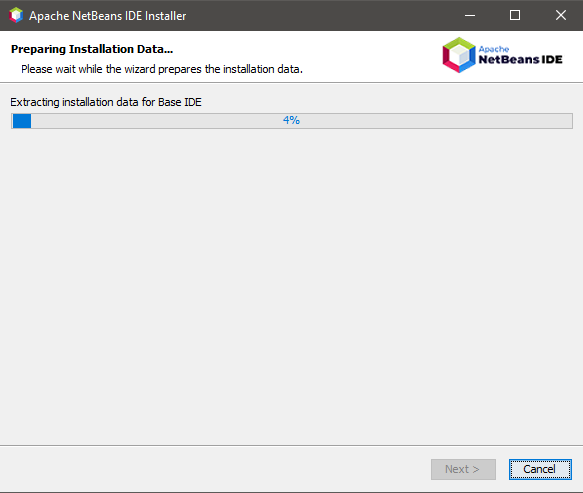 Apache NetBeans IDE Installer
Preparing Installation Data...
Please wait while the wizard prepares the installation data.
Apache
NetBeans IDE
Extracting installation data for Base IDE
4%
Next >
Cancel